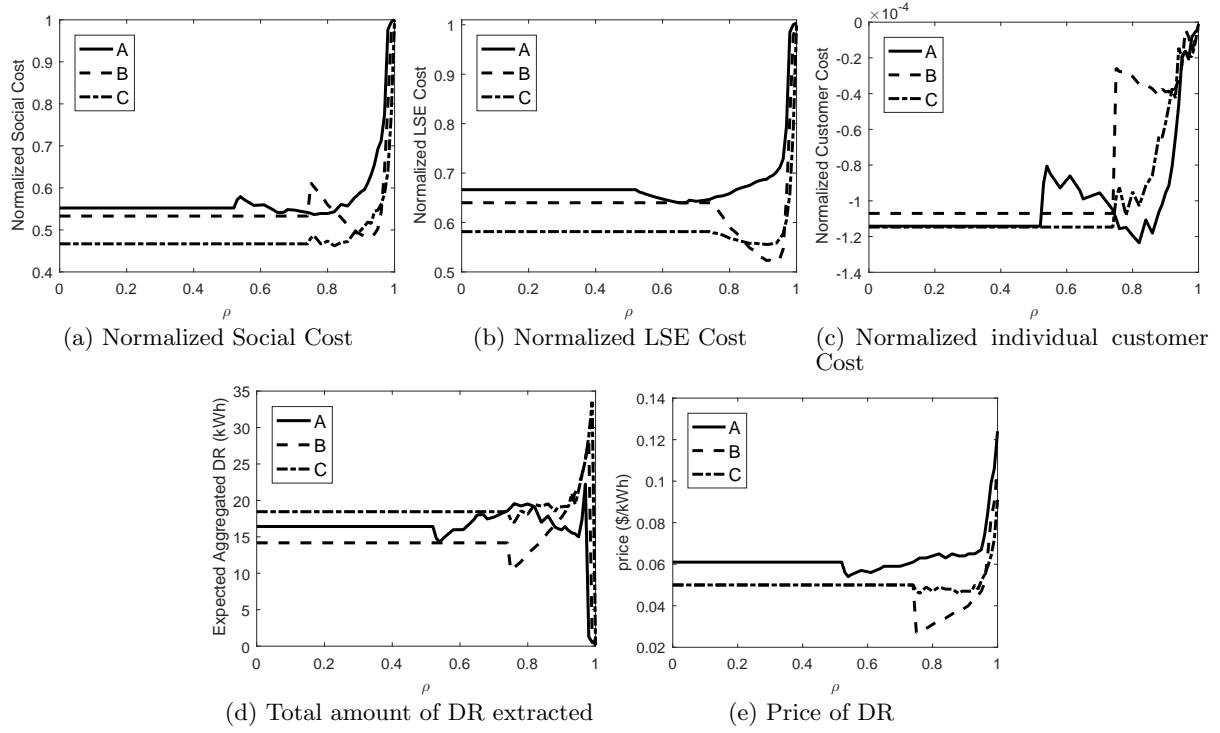 1
0.9
0.8
0.7
0.6
0.5
0.4
Normalized Social Cost
A
B
C
0 0.2 0.4 0.6 0.8 1
ρ
(a) Normalized Social Cost
1
0.9
0.8
0.7
0.6
0.5
Normalized LSE Cost
A
B
C
0 0.2 0.4 0.6 0.8 1
ρ
(b) Normalized LSE Cost
×10⁻⁴
0
-0.2
-0.4
-0.6
-0.8
-1
-1.2
-1.4
Normalized Customer Cost
A
B
C
0 0.2 0.4 0.6 0.8 1
ρ
(c) Normalized individual customer
Cost
35
30
25
20
15
10
5
0
Expected Aggregated DR (kWh)
A
B
C
0 0.2 0.4 0.6 0.8 1
ρ
(d) Total amount of DR extracted
0.14
0.12
0.1
0.08
0.06
0.04
0.02
price ($/kWh)
A
B
C
0 0.2 0.4 0.6 0.8 1
ρ
(e) Price of DR